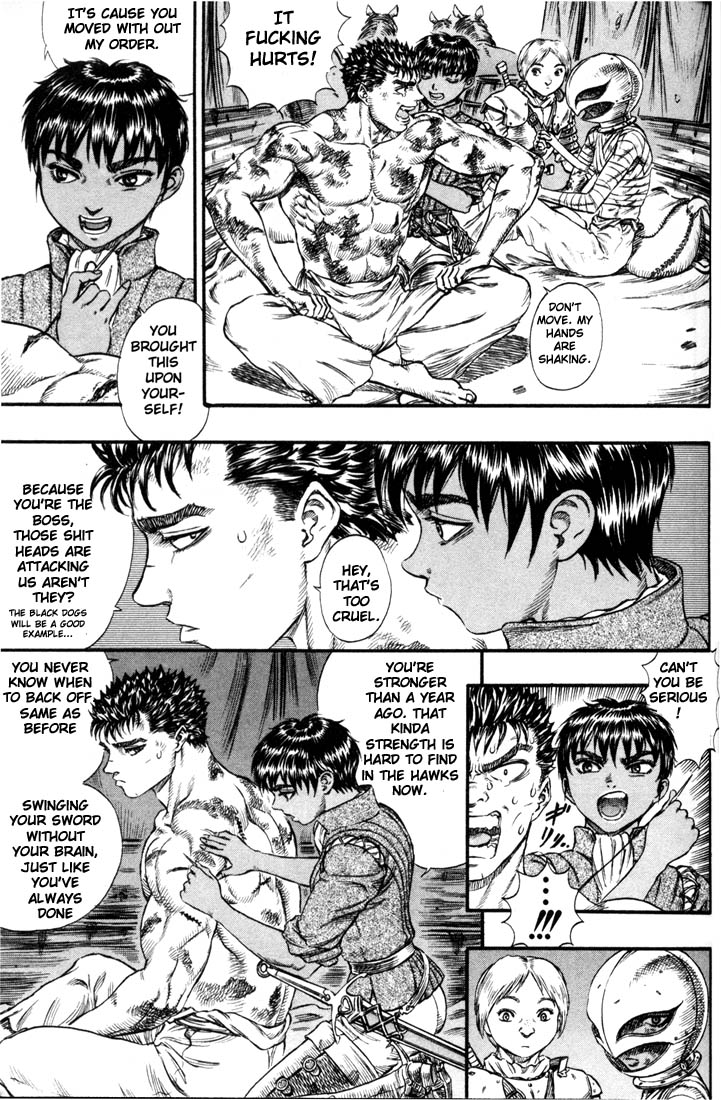 IT
FUCKING
HURTS!
DON'T
MOVE. MY
HANDS
ARE
SHAKING.
IT'S CAUSE YOU
MOVED WITH OUT
MY ORDER.
YOU
BROUGHT
THIS
UPON
YOUR-
SELF!
HEY,
THAT'S
TOO
CRUEL.
BECAUSE
YOU'RE THE
BOSS,
THOSE SHIT
HEADS ARE
ATTACKING
US AREN'T
THEY?
THE BLACK DOGS
WILL BE A GOOD
EXAMPLE...
CAN'T
YOU BE
SERIOUS
!
ギ
リッ
...
!!!
YOU'RE
STRONGER
THAN A YEAR
AGO. THAT
KINDA
STRENGTH IS
HARD TO FIND
IN THE HAWKS
NOW.
YOU NEVER
KNOW WHEN
TO BACK OFF
SAME AS
BEFORE
SWINGING
YOUR SWORD
WITHOUT
YOUR BRAIN,
JUST LIKE
YOU'VE
ALWAYS
DONE